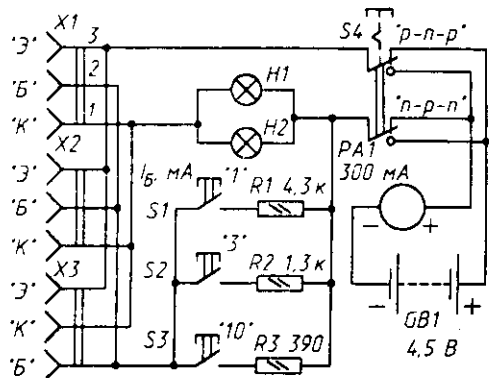 X1
"Э"
3
"Б"
2
"К"
1
X2
"Э"
"Б"
"К"
X3
"Э"
"К"
"Б"
H1
H2
Iб, мА
S1
"1"
R1 4,3 к
S2
"3"
R2 1,3 к
S3
"10"
R3 390
S4
"p-n-p"
"n-p-n"
PA1
300 мА
− +
− +
GB1
4,5 В